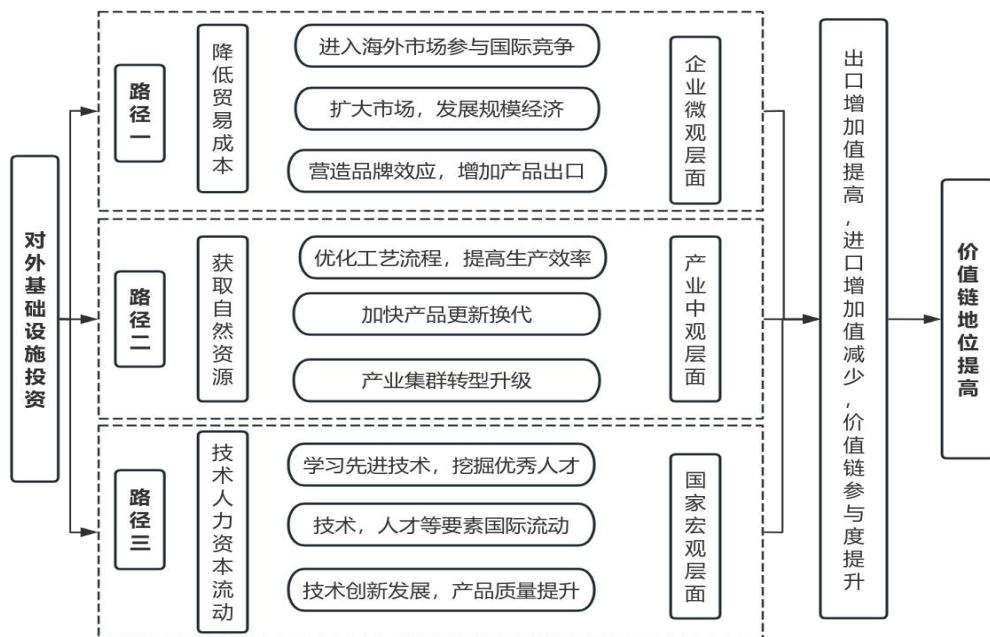 对外基础设施投资
路径一
降低贸易成本
进入海外市场参与国际竞争
扩大市场，发展规模经济
营造品牌效应，增加产品出口
企业微观层面
路径二
获取自然资源
优化工艺流程，提高生产效率
加快产品更新换代
产业集群转型升级
产业中观层面
路径三
技术人力资本流动
学习先进技术，挖掘优秀人才
技术，人才等要素国际流动
技术创新发展，产品质量提升
国家宏观层面
出口增加值提高，进口增加值减少，价值链参与度提升
价值链地位提高